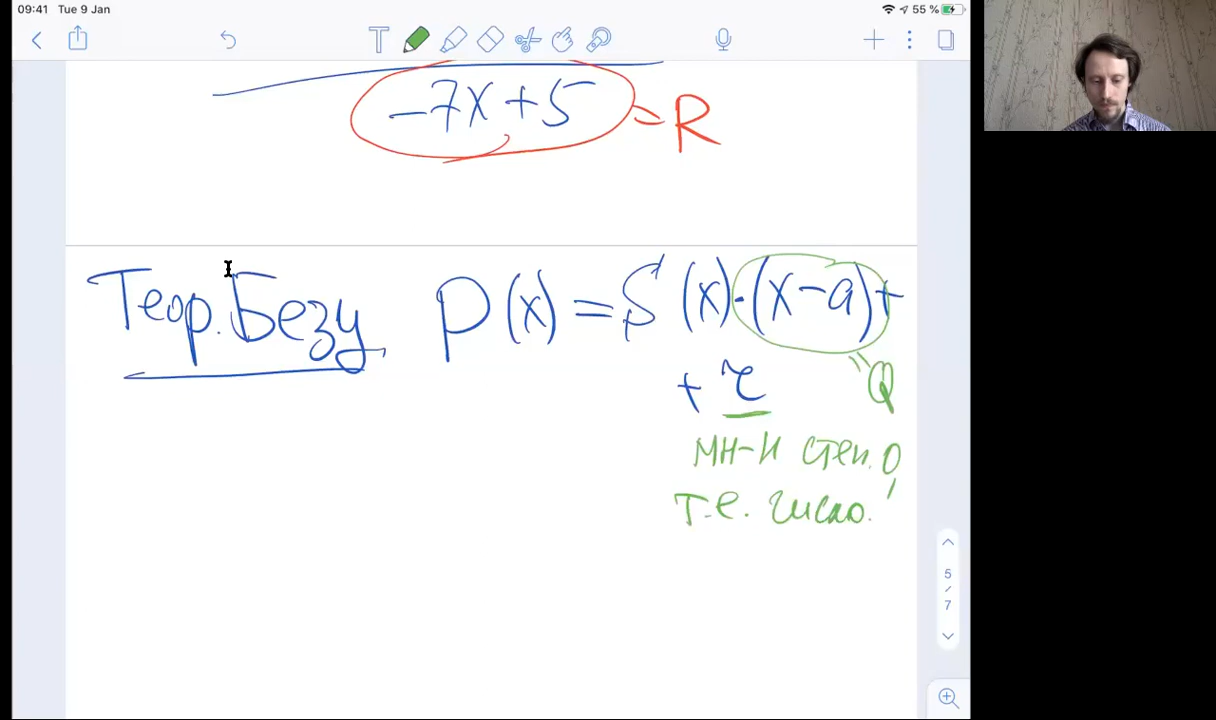 09:41 Tue 9 Jan
55 %
T
-7x+5 = R
Теор. Безу P(x) = S(x)·(x-a)+
+ r
Q
мн-н степ. 0,
т.е. число.
5
/
7